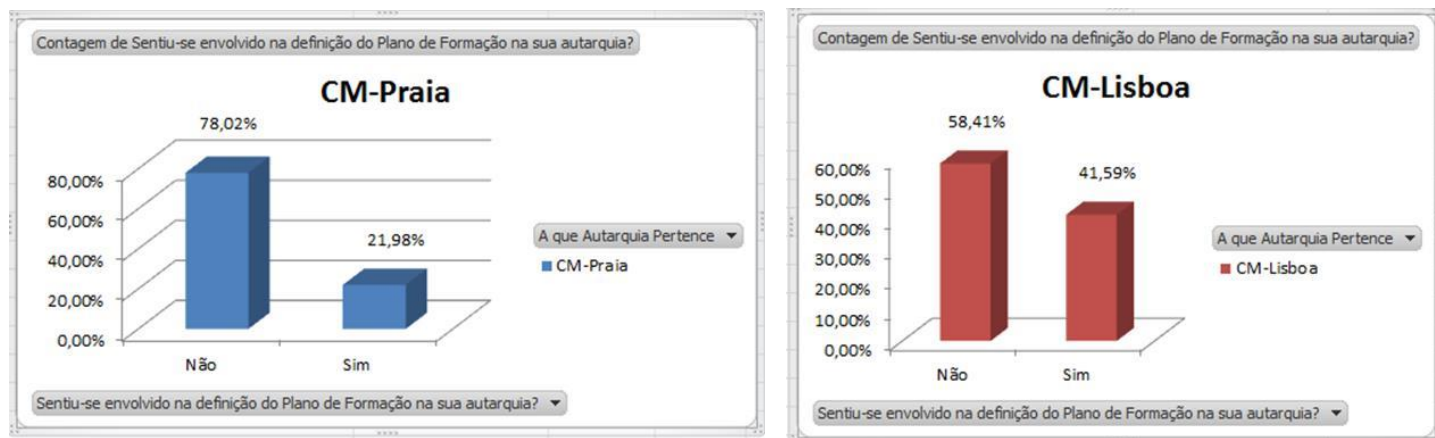 Contagem de Sentiu-se envolvido na definição do Plano de Formação na sua autarquia?
CM-Praia
78,02%
80,00%
60,00%
21,98%
40,00%
20,00%
0,00%
Não
Sim
A que Autarquia Pertence
CM-Praia
Sentiu-se envolvido na definição do Plano de Formação na sua autarquia?
Contagem de Sentiu-se envolvido na definição do Plano de Formação na sua autarquia?
CM-Lisboa
58,41%
60,00%
41,59%
50,00%
40,00%
30,00%
20,00%
10,00%
0,00%
Não
Sim
A que Autarquia Pertence
CM-Lisboa
Sentiu-se envolvido na definição do Plano de Formação na sua autarquia?